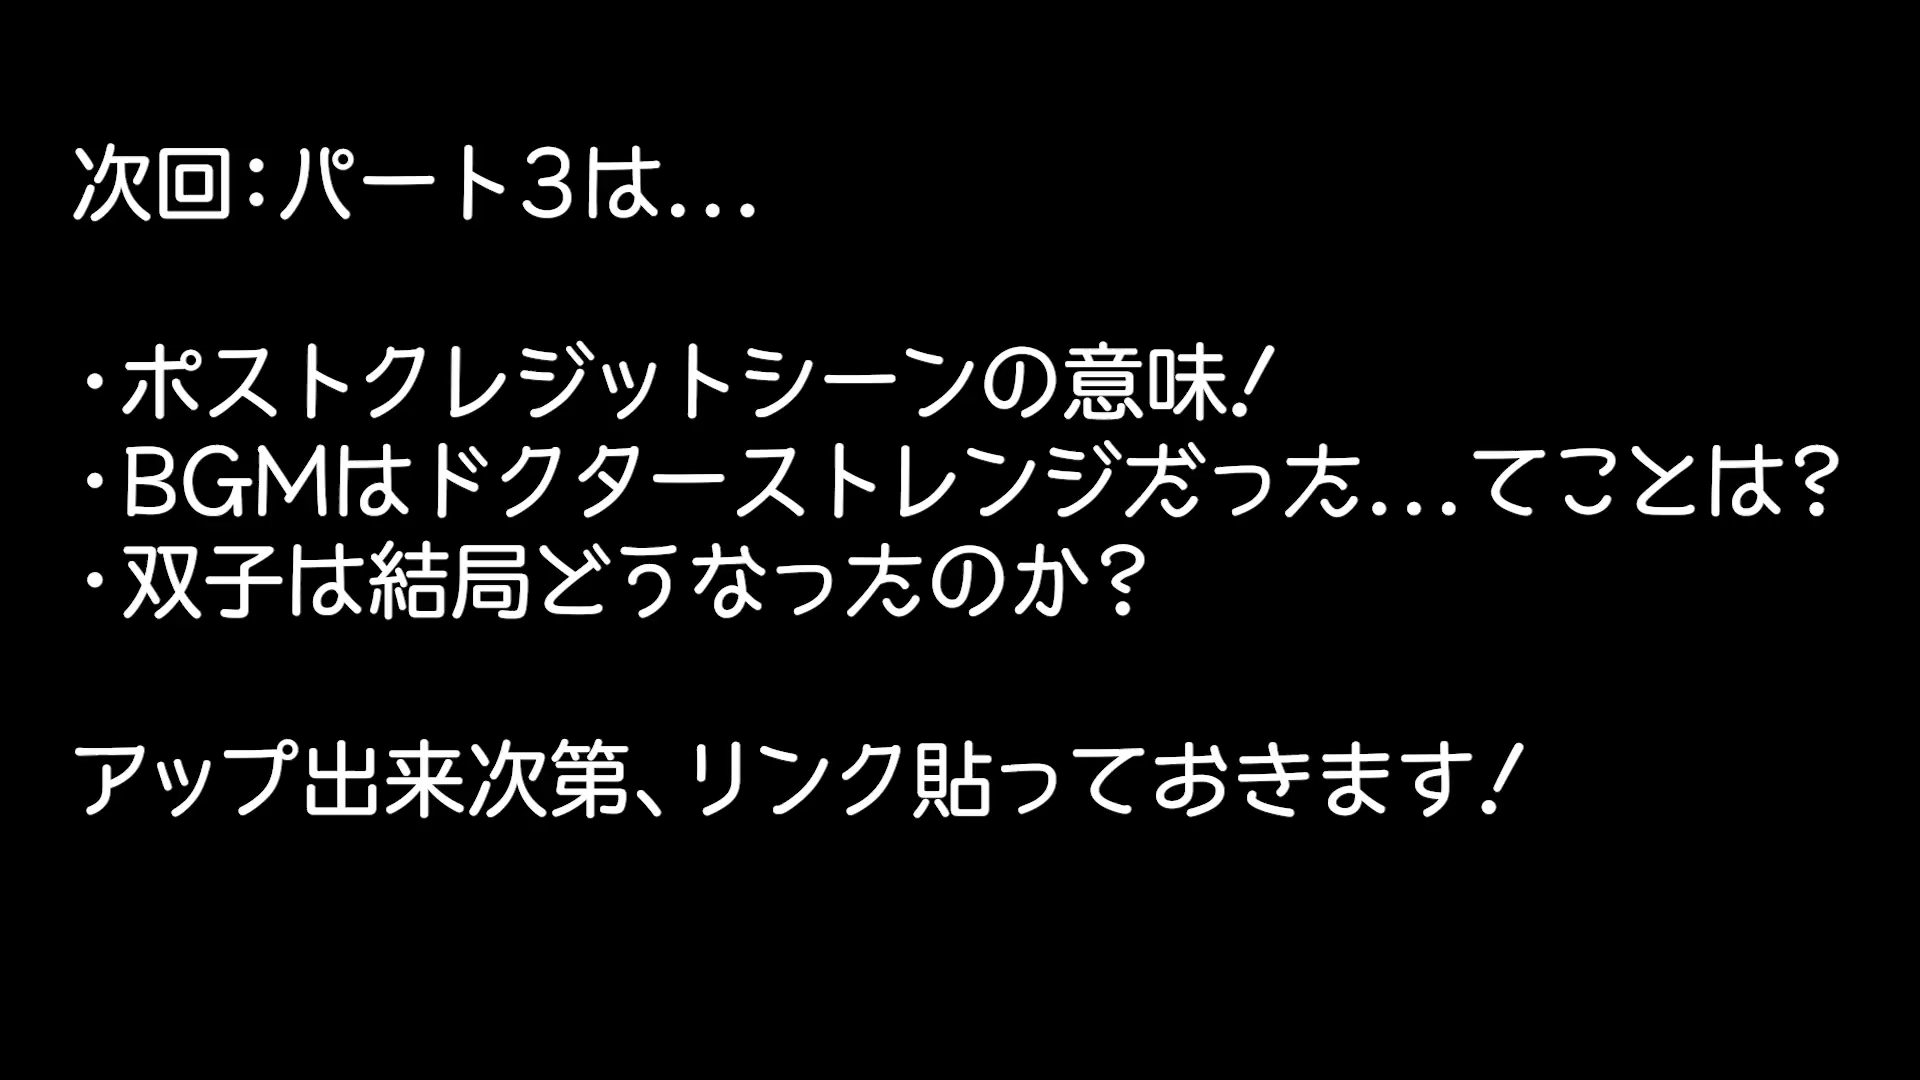 次回：パート３は...
・ポストクレジットシーンの意味！
・BGMはドクターストレンジだった...てことは？
・双子は結局どうなったのか？
アップ出来次第、リンク貼っておきます！